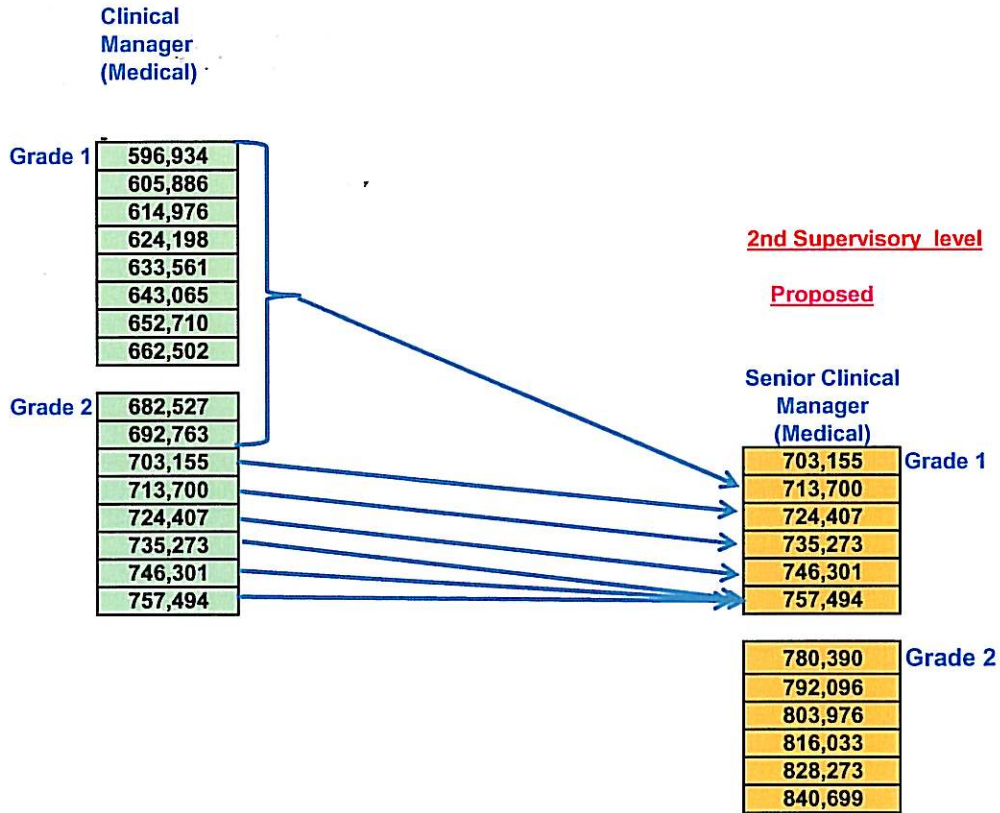 Clinical
Manager
(Medical)
Grade 1
596,934
605,886
614,976
624,198
633,561
643,065
652,710
662,502
Grade 2
682,527
692,763
703,155
713,700
724,407
735,273
746,301
757,494
2nd Supervisory level
Proposed
Senior Clinical
Manager
(Medical)
703,155 Grade 1
713,700
724,407
735,273
746,301
757,494
780,390 Grade 2
792,096
803,976
816,033
828,273
840,699